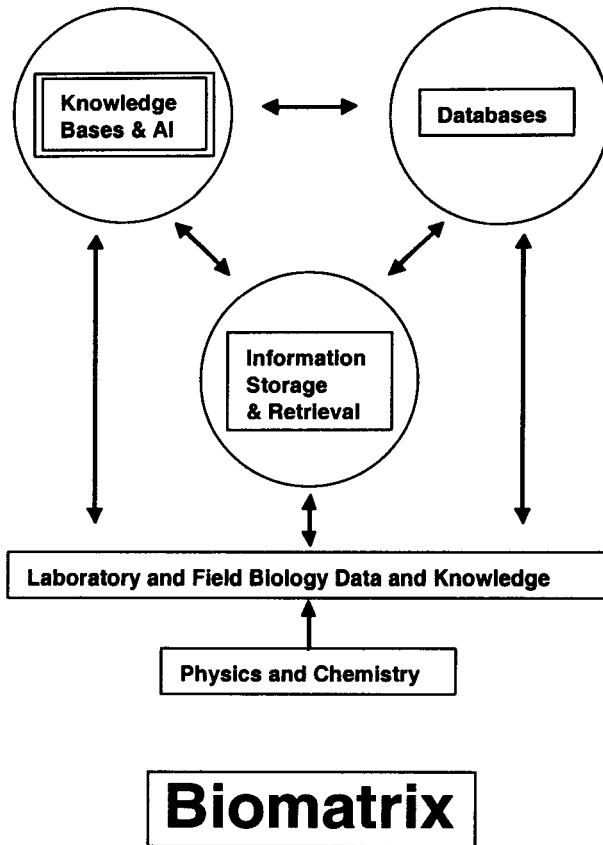 Knowledge
Bases & AI
Databases
Information
Storage
& Retrieval
Laboratory and Field Biology Data and Knowledge
Physics and Chemistry
Biomatrix